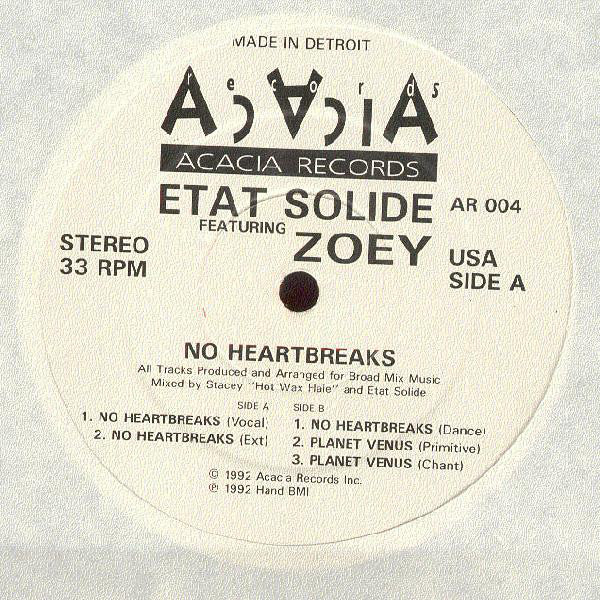 MADE IN DETROIT
records
AcAcIA
ACACIA RECORDS
ETAT SOLIDE AR 004
FEATURING ZOEY
STEREO
33 RPM
USA
SIDE A
NO HEARTBREAKS
All Tracks Produced and Arranged for Broad Mix Music
Mixed by Stacey "Hot Wax Hale" and Etat Solide
SIDE A
1. NO HEARTBREAKS (Vocal)
2. NO HEARTBREAKS (Ext)
SIDE B
1. NO HEARTBREAKS (Dance)
2. PLANET VENUS (Primitive)
3. PLANET VENUS (Chant)
© 1992 Acacia Records Inc.
℗ 1992 Hand BMI